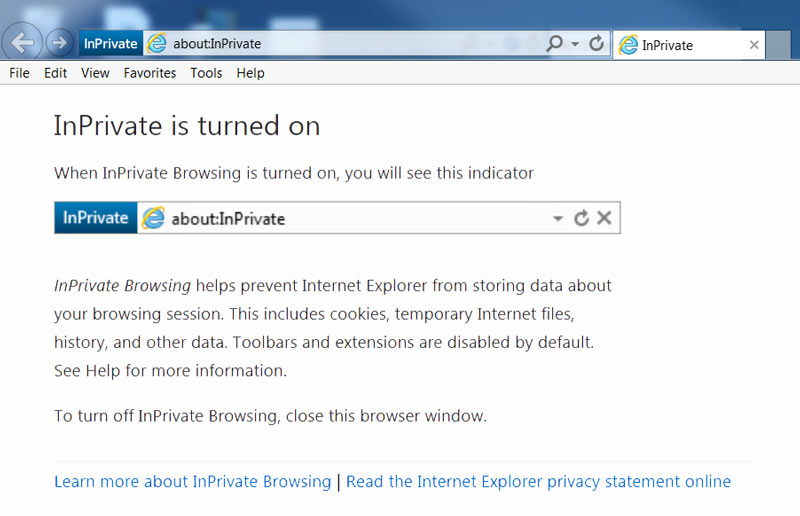 InPrivate about:InPrivate InPrivate
File Edit View Favorites Tools Help
InPrivate is turned on
When InPrivate Browsing is turned on, you will see this indicator
InPrivate about:InPrivate
InPrivate Browsing helps prevent Internet Explorer from storing data about
your browsing session. This includes cookies, temporary Internet files,
history, and other data. Toolbars and extensions are disabled by default.
See Help for more information.
To turn off InPrivate Browsing, close this browser window.
Learn more about InPrivate Browsing | Read the Internet Explorer privacy statement online